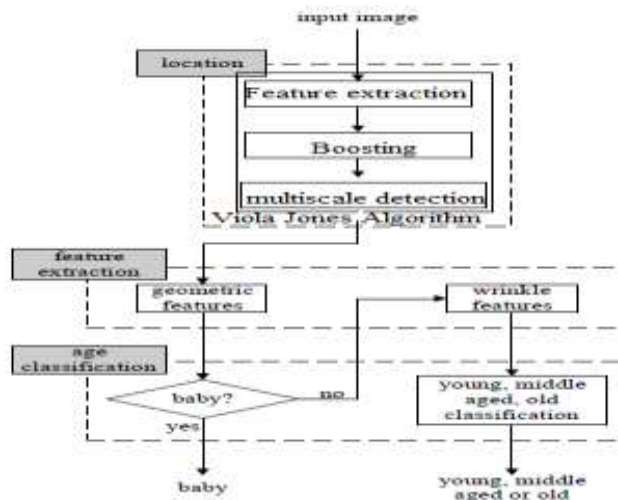 input image
location
Feature extraction
Boosting
multiscale detection
Viola Jones Algorithm
feature
extraction
geometric
features
wrinkle
features
age
classification
baby?
no
young, middle
aged, old
classification
yes
baby
young, middle
aged or old